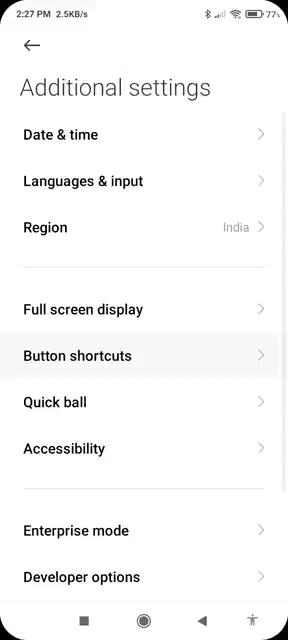 2:27 PM 2.5KB/s 77%
Additional settings
Date & time
Languages & input
Region India
Full screen display
Button shortcuts
Quick ball
Accessibility
Enterprise mode
Developer options